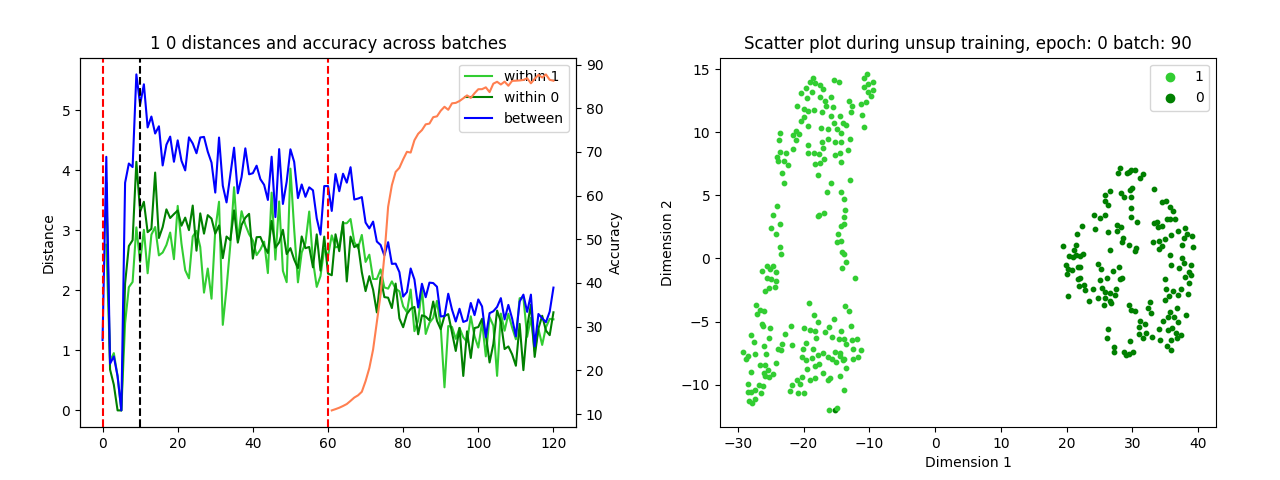 1 0 distances and accuracy across batches
within 1
within 0
between
Distance
5
4
3
2
1
0
90
80
70
60
50
40
30
20
10
Accuracy
0 20 40 60 80 100 120
Scatter plot during unsup training, epoch: 0 batch: 90
1
0
Dimension 2
15
10
5
0
−5
−10
−30 −20 −10 0 10 20 30 40
Dimension 1